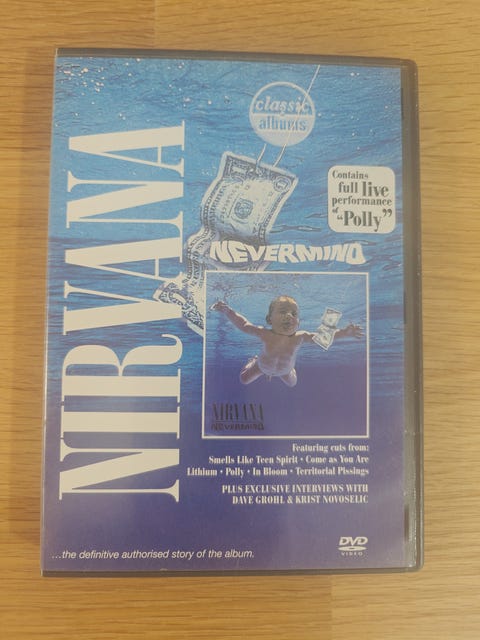 NIRVANA
classic
albums
Contains
full live
performance
of "Polly"
NEVERMIND
NIRVANA
NEVERMIND
Featuring cuts from:
Smells Like Teen Spirit • Come as You Are
Lithium • Polly • In Bloom • Territorial Pissings
PLUS EXCLUSIVE INTERVIEWS WITH
DAVE GROHL & KRIST NOVOSELIC
DVD
VIDEO
...the definitive authorised story of the album.